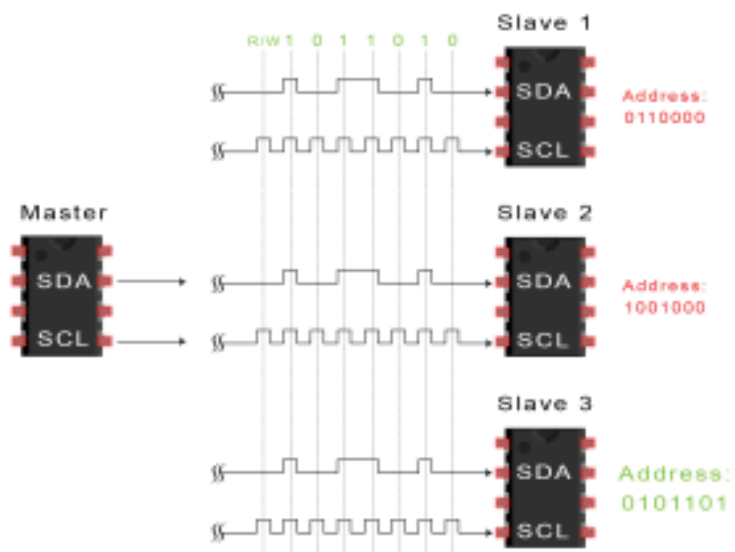 Slave 1
R/W 1 0 1 1 0 1 0
SDA
Address:
0110000
SCL
Master
Slave 2
SDA
SDA
Address:
1001000
SCL
SCL
Slave 3
SDA
Address:
0101101
SCL